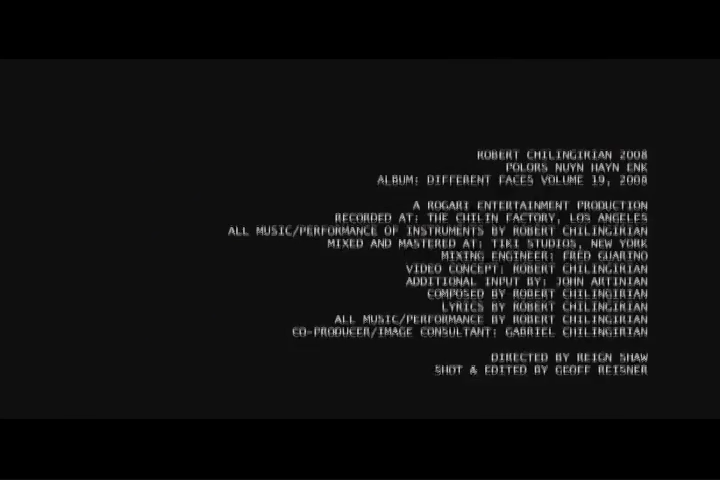 ROBERT CHILINGIRIAN 2008
POLORS NUYN HAYN ENK
ALBUM: DIFFERENT FACES VOLUME 19, 2008
A ROGARI ENTERTAINMENT PRODUCTION
RECORDED AT: THE CHILIN FACTORY, LOS ANGELES
ALL MUSIC/PERFORMANCE OF INSTRUMENTS BY ROBERT CHILINGIRIAN
MIXED AND MASTERED AT: TIKI STUDIOS, NEW YORK
MIXING ENGINEER: FRED GUARINO
VIDEO CONCEPT: ROBERT CHILINGIRIAN
ADDITIONAL INPUT BY: JOHN ARTINIAN
COMPOSED BY ROBERT CHILINGIRIAN
LYRICS BY ROBERT CHILINGIRIAN
ALL MUSIC/PERFORMANCE BY ROBERT CHILINGIRIAN
CO-PRODUCER/IMAGE CONSULTANT: GABRIEL CHILINGIRIAN
DIRECTED BY REIGN SHAW
SHOT & EDITED BY GEOFF REISNER